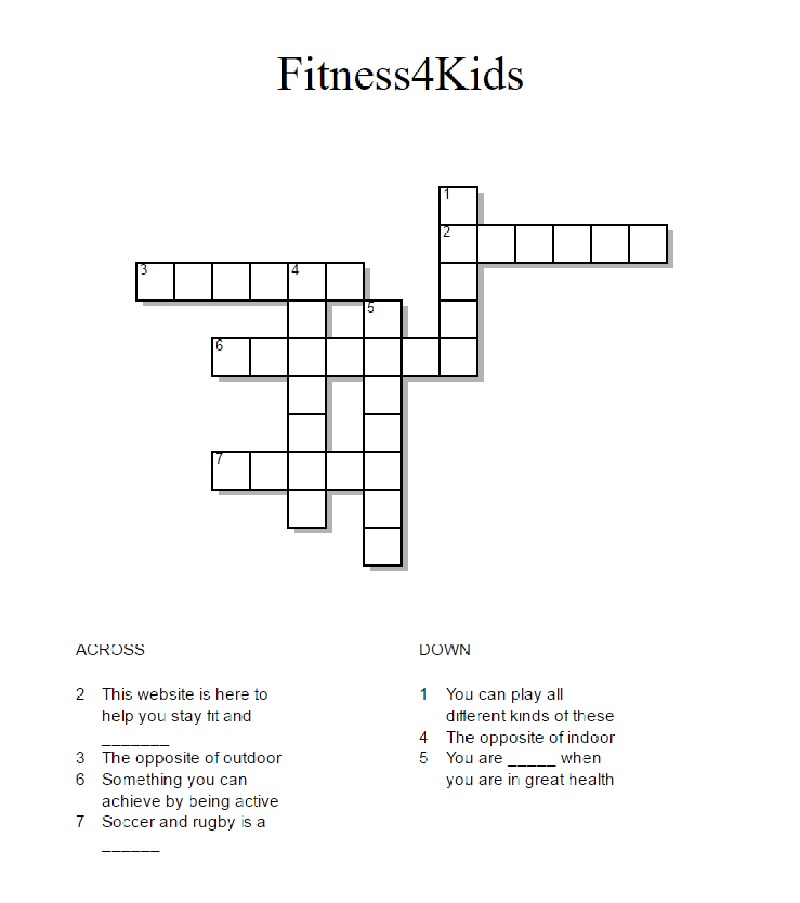 Fitness4Kids
1
2
3
4
5
6
7
ACROSS
2 This website is here to
help you stay fit and
_______
3 The opposite of outdoor
6 Something you can
achieve by being active
7 Soccer and rugby is a
______
DOWN
1 You can play all
different kinds of these
4 The opposite of indoor
5 You are _____ when
you are in great health